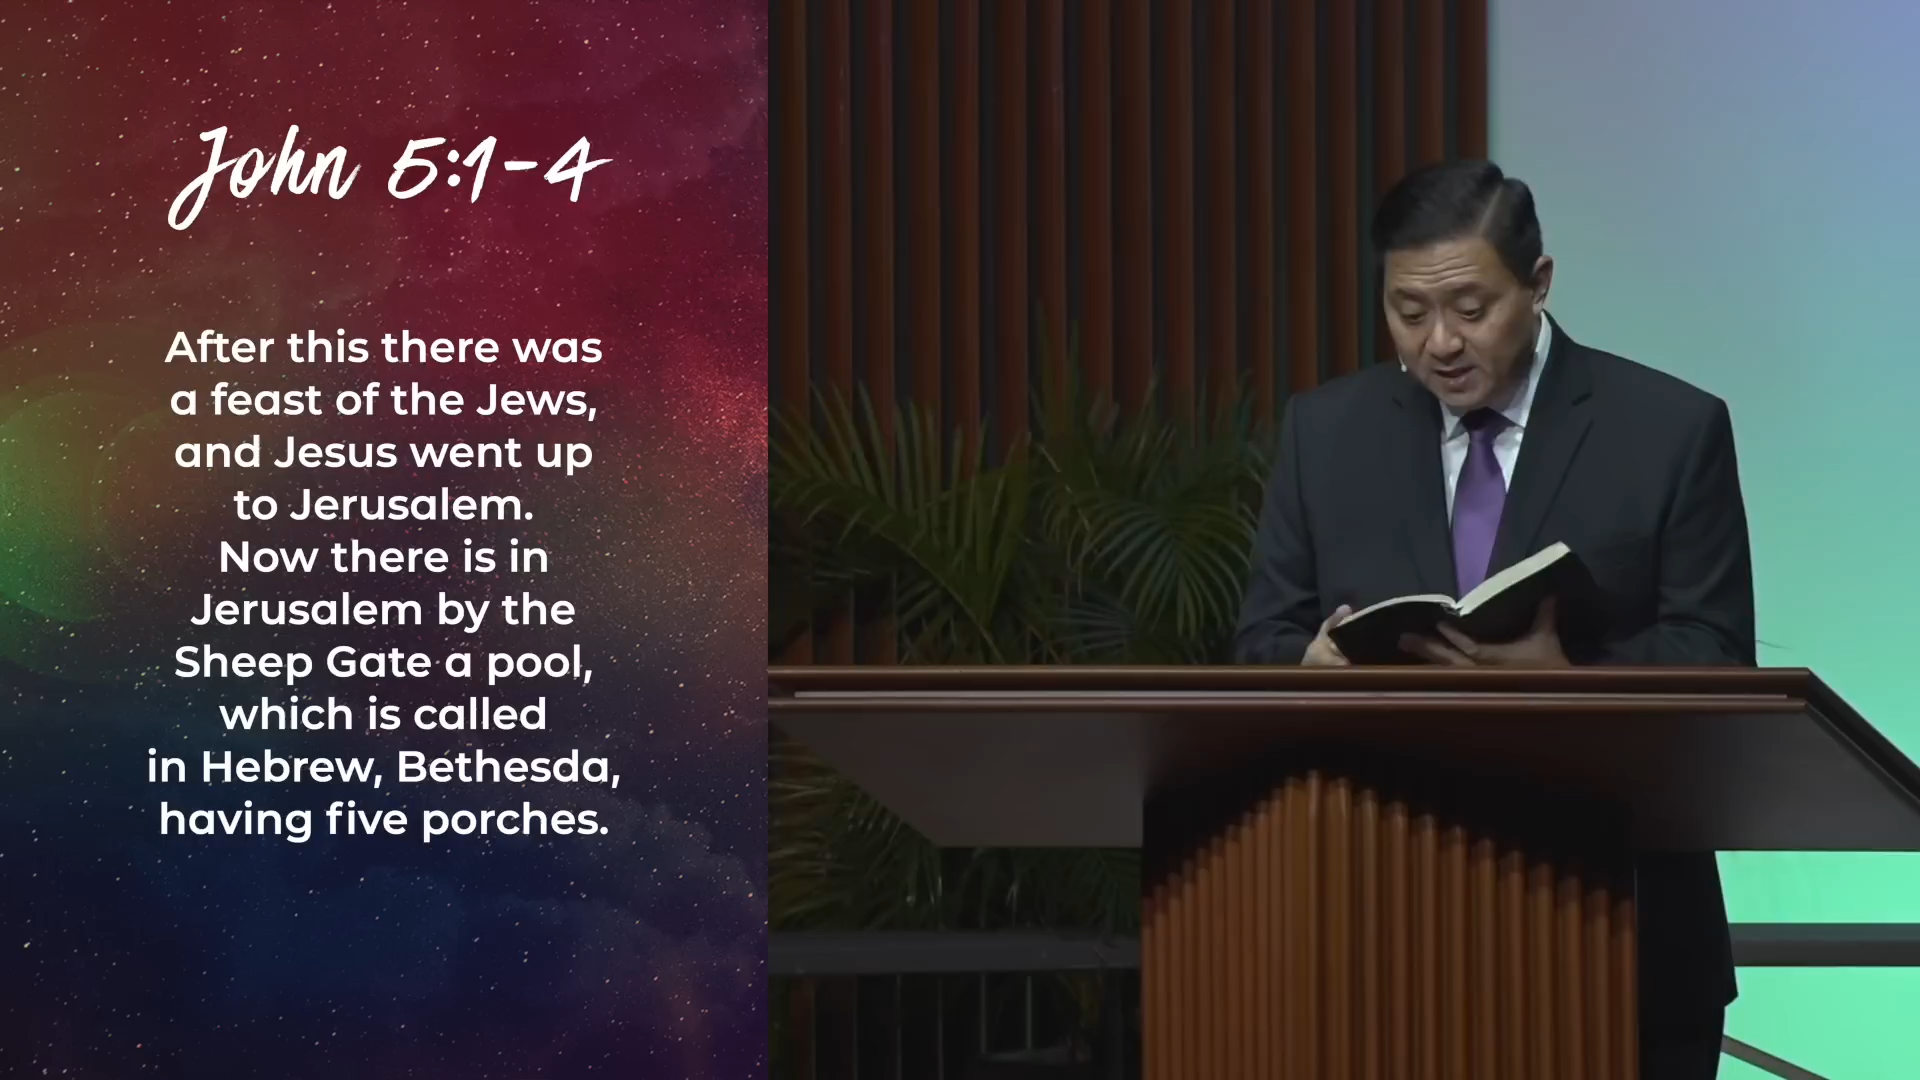 John 5:1-4
After this there was
a feast of the Jews,
and Jesus went up
to Jerusalem.
Now there is in
Jerusalem by the
Sheep Gate a pool,
which is called
in Hebrew, Bethesda,
having five porches.